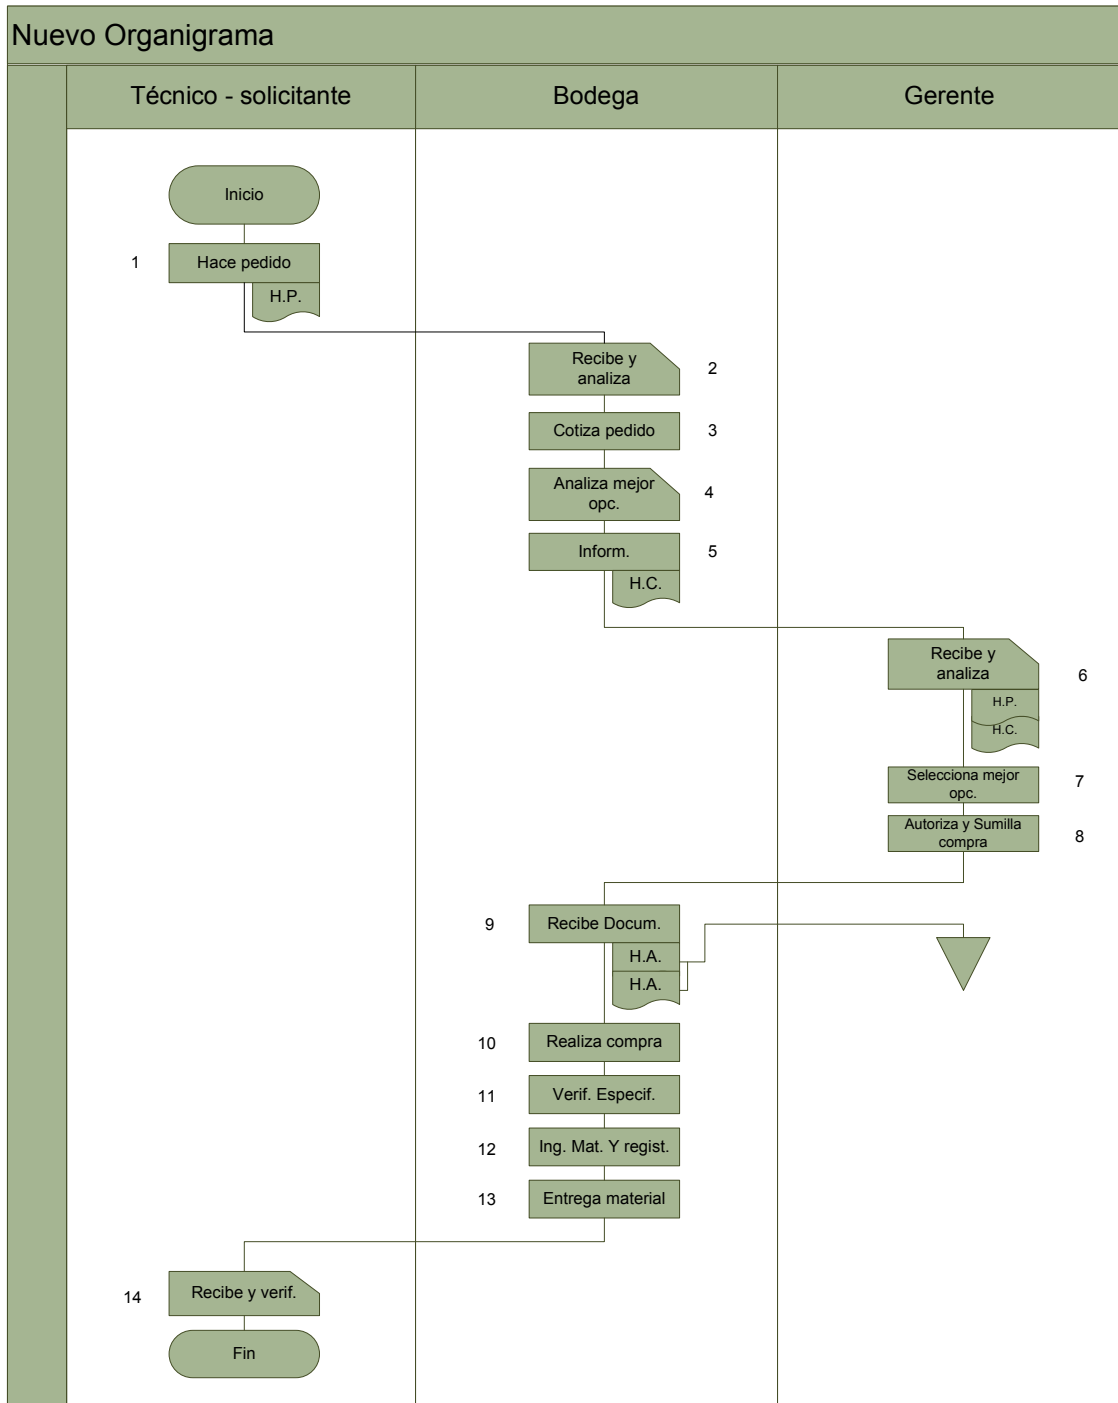 Nuevo Organigrama
Técnico - solicitante
Bodega
Gerente
Inicio
1
Hace pedido
H.P.
Recibe y
analiza
2
Cotiza pedido
3
Analiza mejor
opc.
4
Inform.
5
H.C.
Recibe y
analiza
6
H.P.
H.C.
Selecciona mejor
opc.
7
Autoriza y Sumilla
compra
8
9
Recibe Docum.
H.A.
H.A.
10
Realiza compra
11
Verif. Especif.
12
Ing. Mat. Y regist.
13
Entrega material
14
Recibe y verif.
Fin